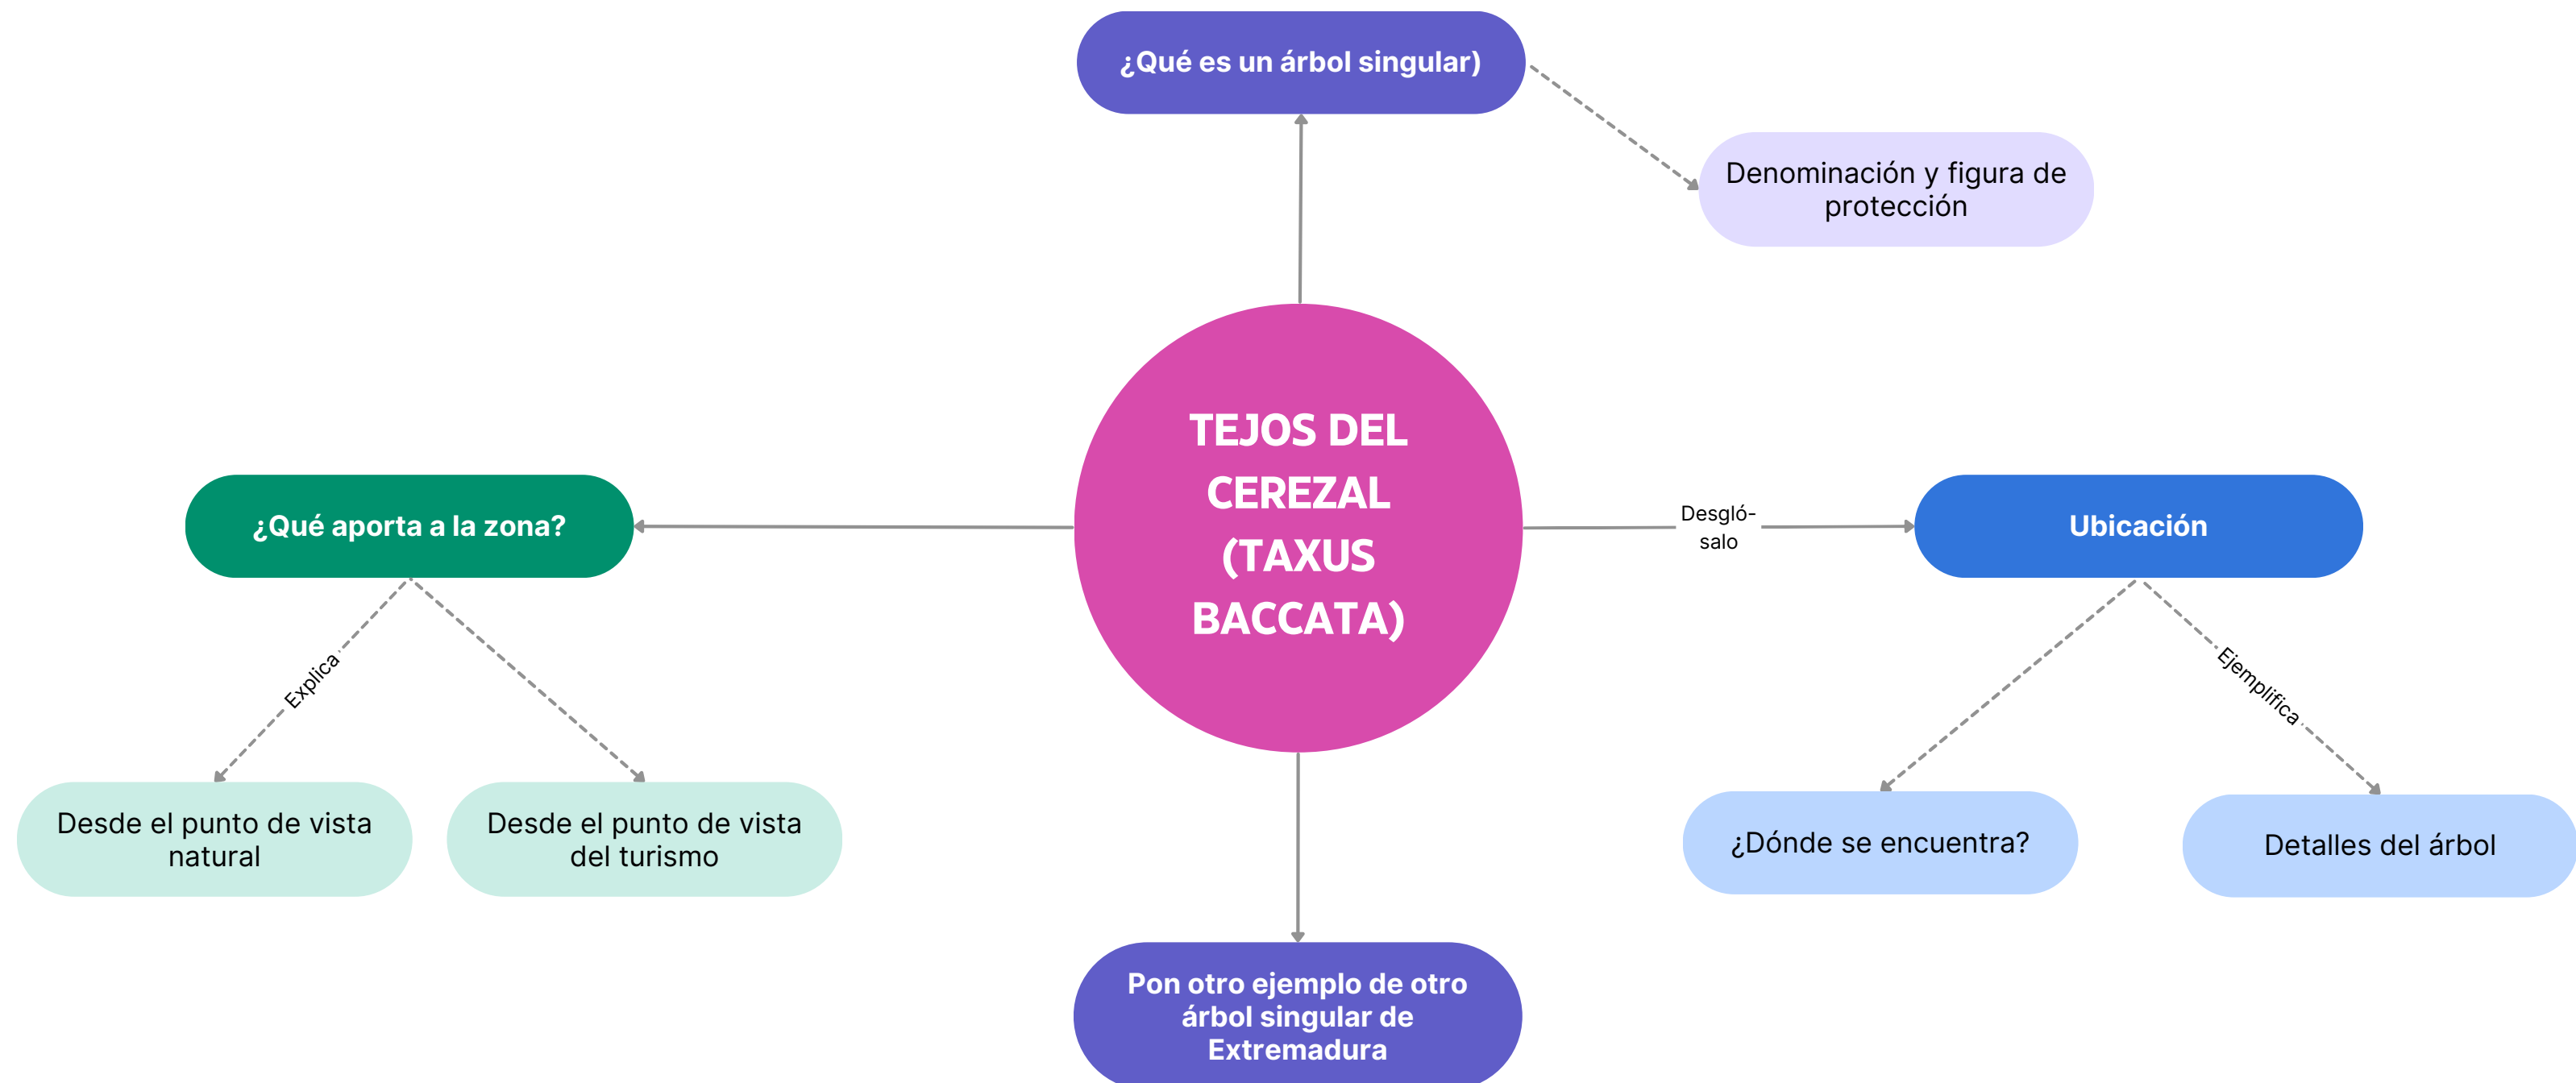 ¿Qué es un árbol singular)
Denominación y figura de
protección
TEJOS DEL
CEREZAL
(TAXUS
BACCATA)
¿Qué aporta a la zona?
Desgló-
salo
Ubicación
Explica
Ejemplifica
Desde el punto de vista
natural
Desde el punto de vista
del turismo
¿Dónde se encuentra?
Detalles del árbol
Pon otro ejemplo de otro
árbol singular de
Extremadura